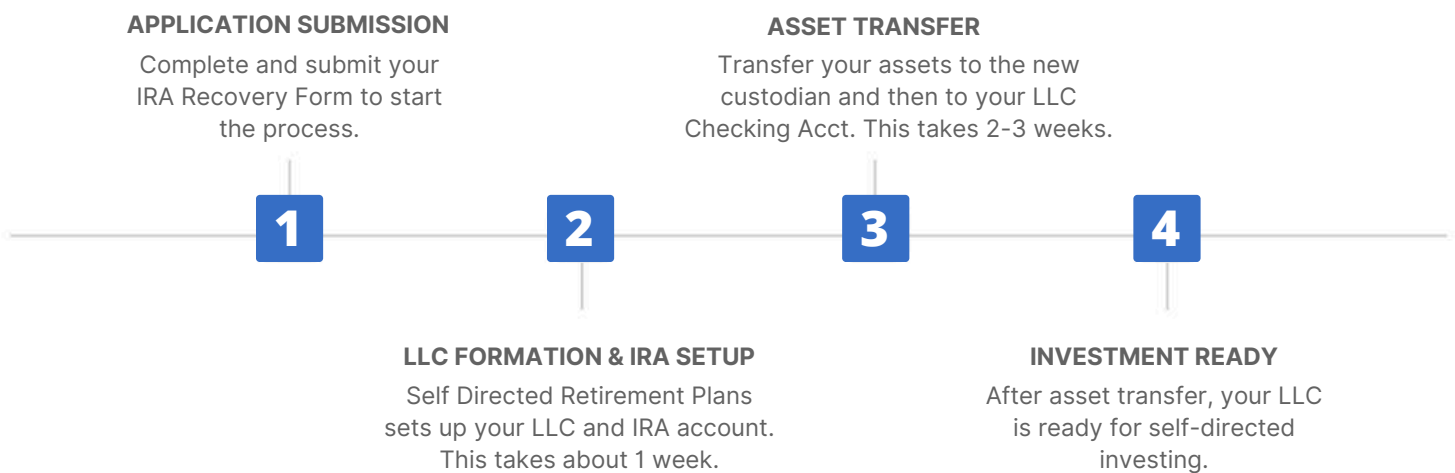 APPLICATION SUBMISSION
Complete and submit your
IRA Recovery Form to start
the process.
1
2
LLC FORMATION & IRA SETUP
Self Directed Retirement Plans
sets up your LLC and IRA account.
This takes about 1 week.
ASSET TRANSFER
Transfer your assets to the new
custodian and then to your LLC
Checking Acct. This takes 2-3 weeks.
3
4
INVESTMENT READY
After asset transfer, your LLC
is ready for self-directed
investing.